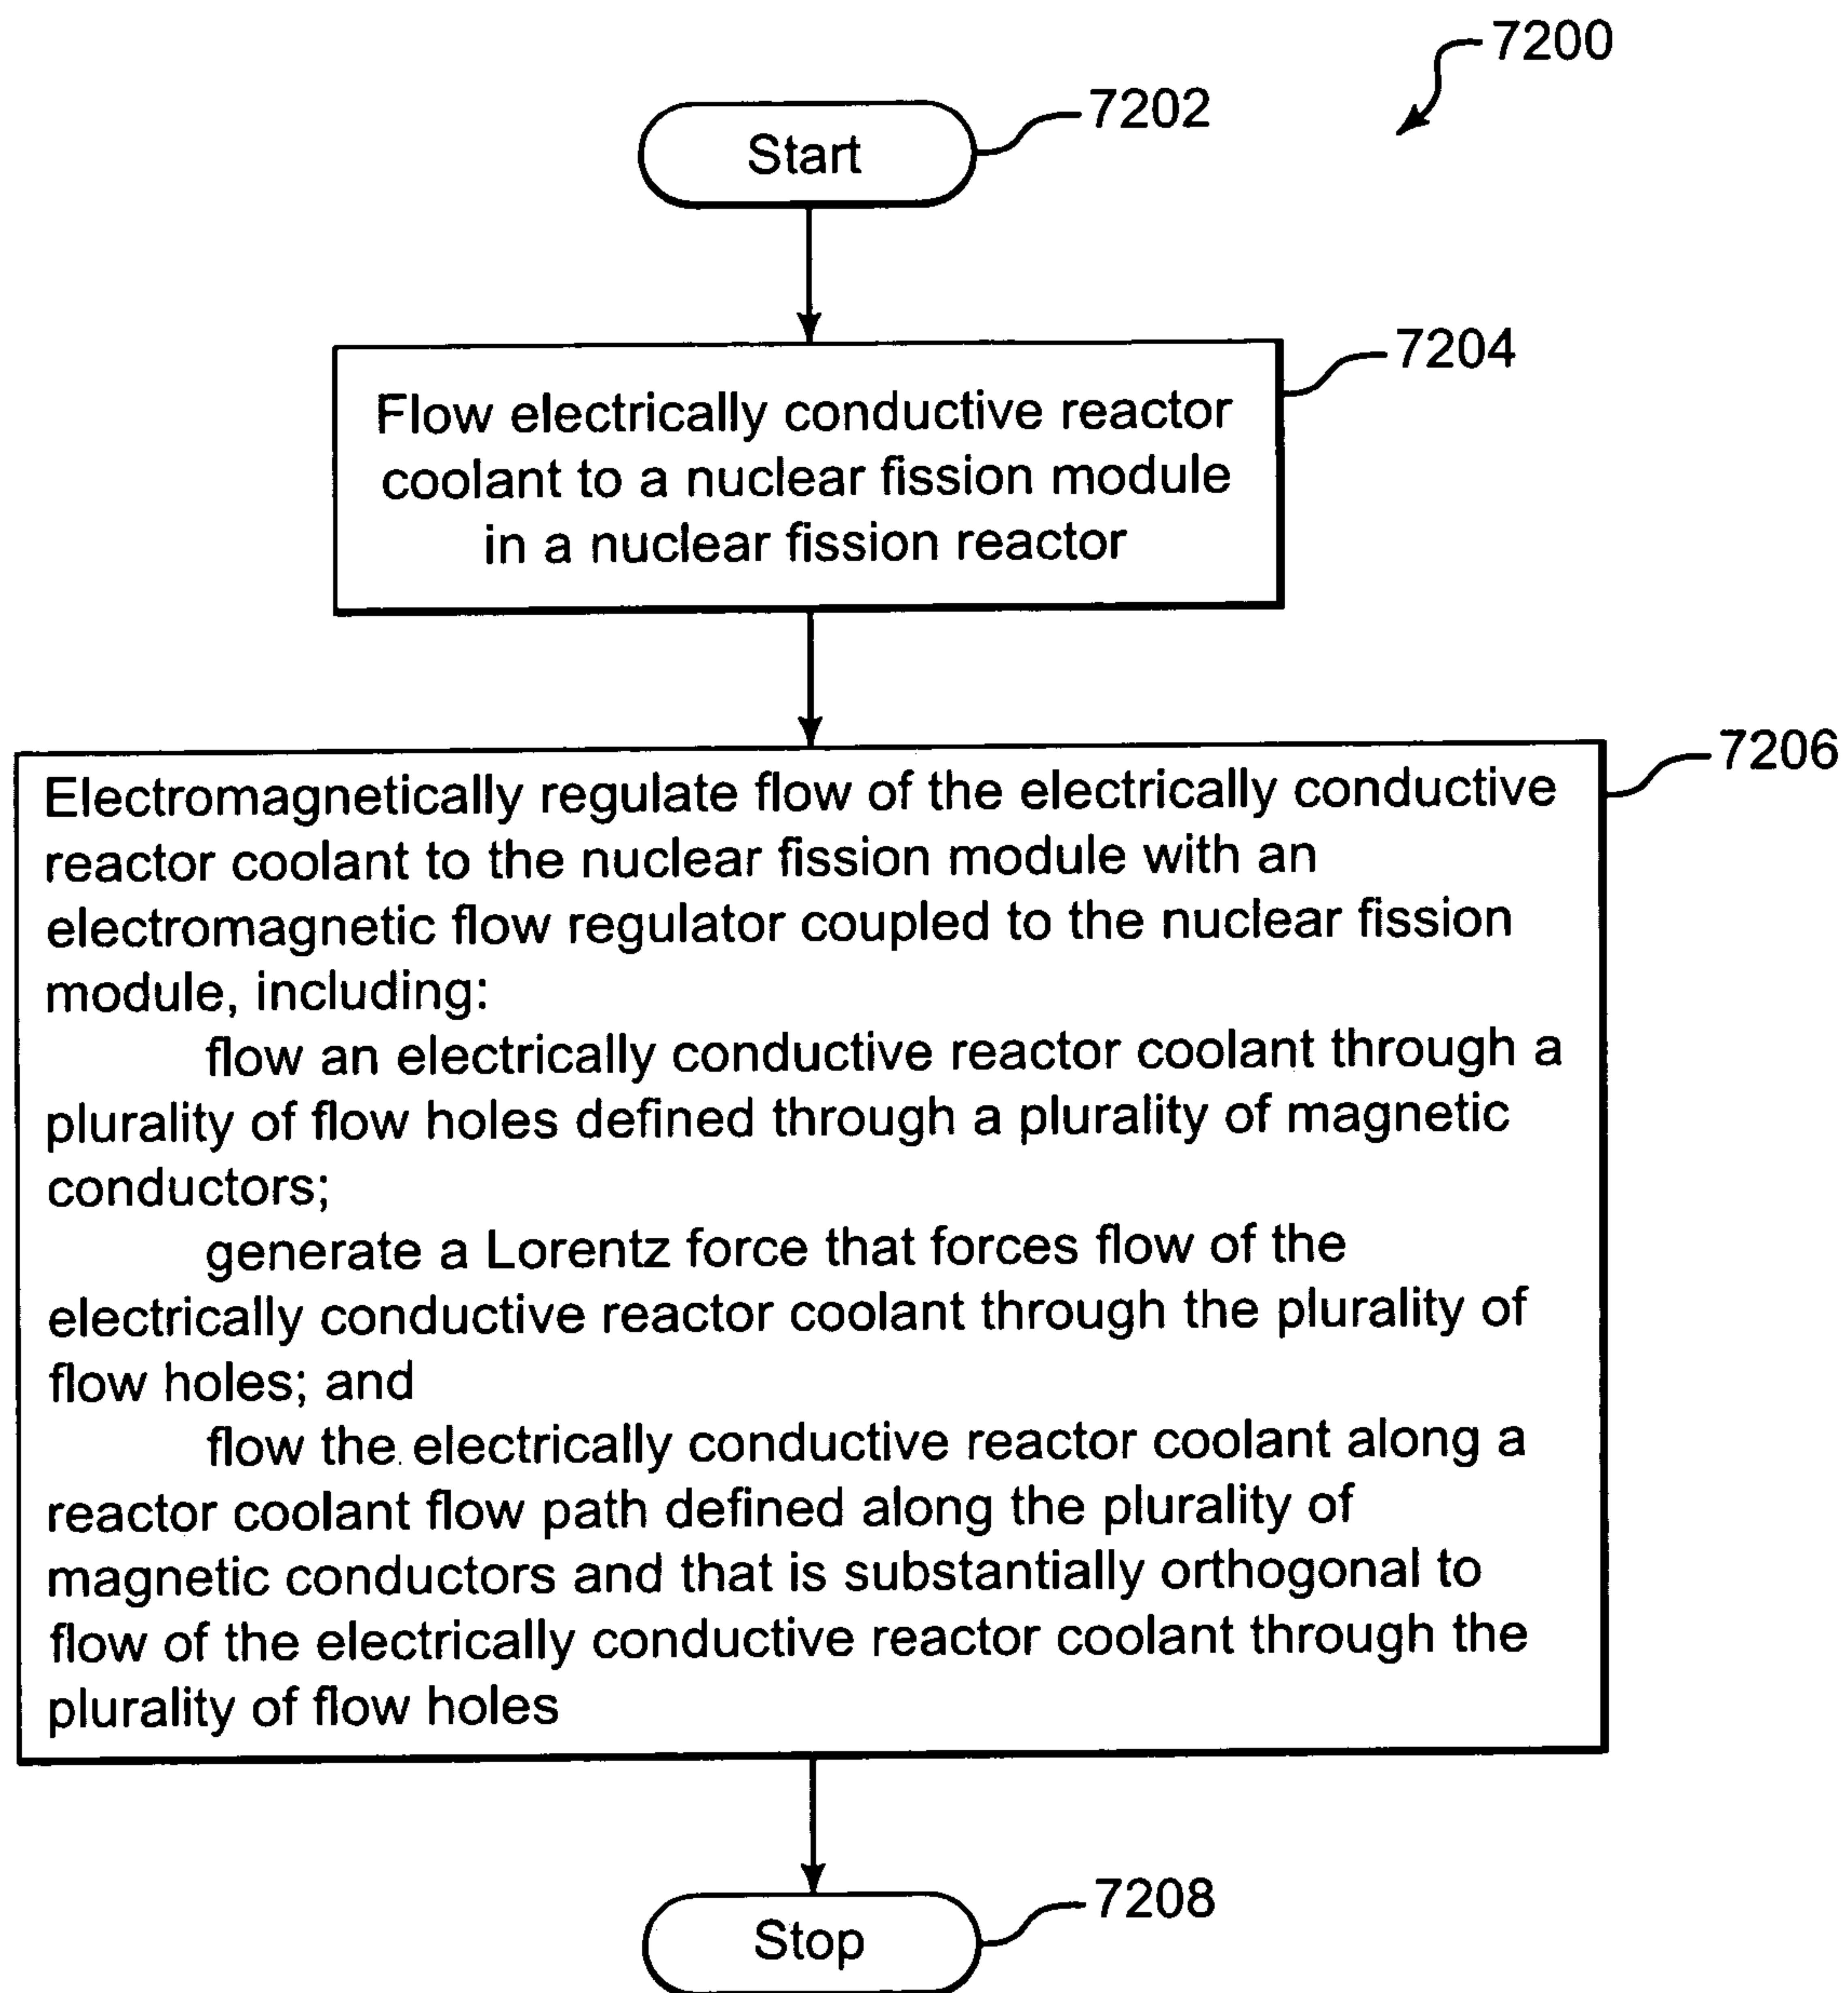 7200
7202
Start
7204
Flow electrically conductive reactor
coolant to a nuclear fission module
in a nuclear fission reactor
7206
Electromagnetically regulate flow of the electrically conductive
reactor coolant to the nuclear fission module with an
electromagnetic flow regulator coupled to the nuclear fission
module, including:
flow an electrically conductive reactor coolant through a
plurality of flow holes defined through a plurality of magnetic
conductors;
generate a Lorentz force that forces flow of the
electrically conductive reactor coolant through the plurality of
flow holes; and
flow the electrically conductive reactor coolant along a
reactor coolant flow path defined along the plurality of
magnetic conductors and that is substantially orthogonal to
flow of the electrically conductive reactor coolant through the
plurality of flow holes
7208
Stop